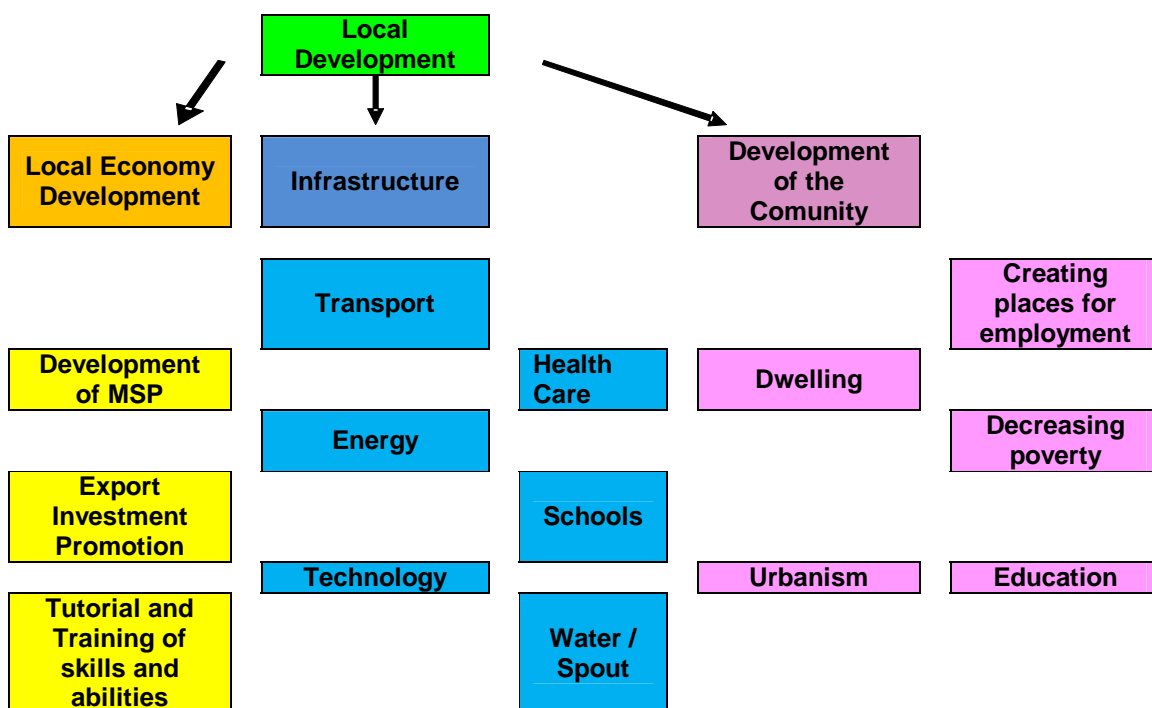 Local
Development
Local Economy
Development
Infrastructure
Development
of the
Comunity
Transport
Creating
places for
employment
Development
of MSP
Health
Care
Dwelling
Energy
Decreasing
poverty
Export
Investment
Promotion
Schools
Technology
Urbanism
Education
Tutorial and
Training of
skills and
abilities
Water /
Spout